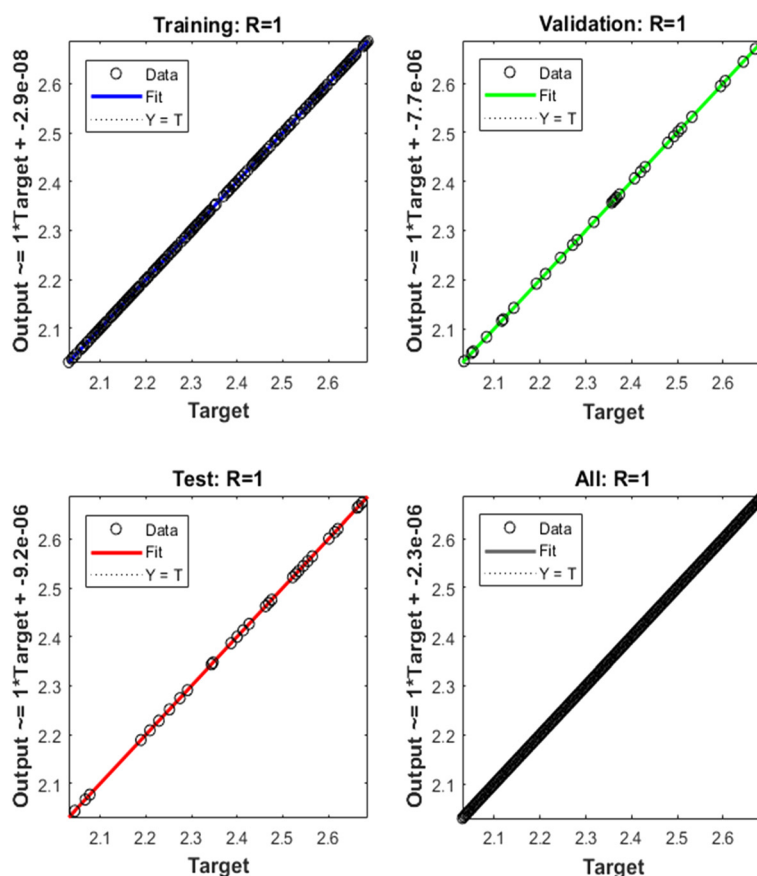 Training: R=1
Output ~= 1*Target + -2.9e-08
2.6
2.5
2.4
2.3
2.2
2.1
Data
Fit
Y = T
2.1 2.2 2.3 2.4 2.5 2.6
Target
Validation: R=1
Output ~= 1*Target + -7.7e-06
2.6
2.5
2.4
2.3
2.2
2.1
Data
Fit
Y = T
2.1 2.2 2.3 2.4 2.5 2.6
Target
Test: R=1
Output ~= 1*Target + -9.2e-06
2.6
2.5
2.4
2.3
2.2
2.1
Data
Fit
Y = T
2.1 2.2 2.3 2.4 2.5 2.6
Target
All: R=1
Output ~= 1*Target + -2.3e-06
2.6
2.5
2.4
2.3
2.2
2.1
Data
Fit
Y = T
2.1 2.2 2.3 2.4 2.5 2.6
Target